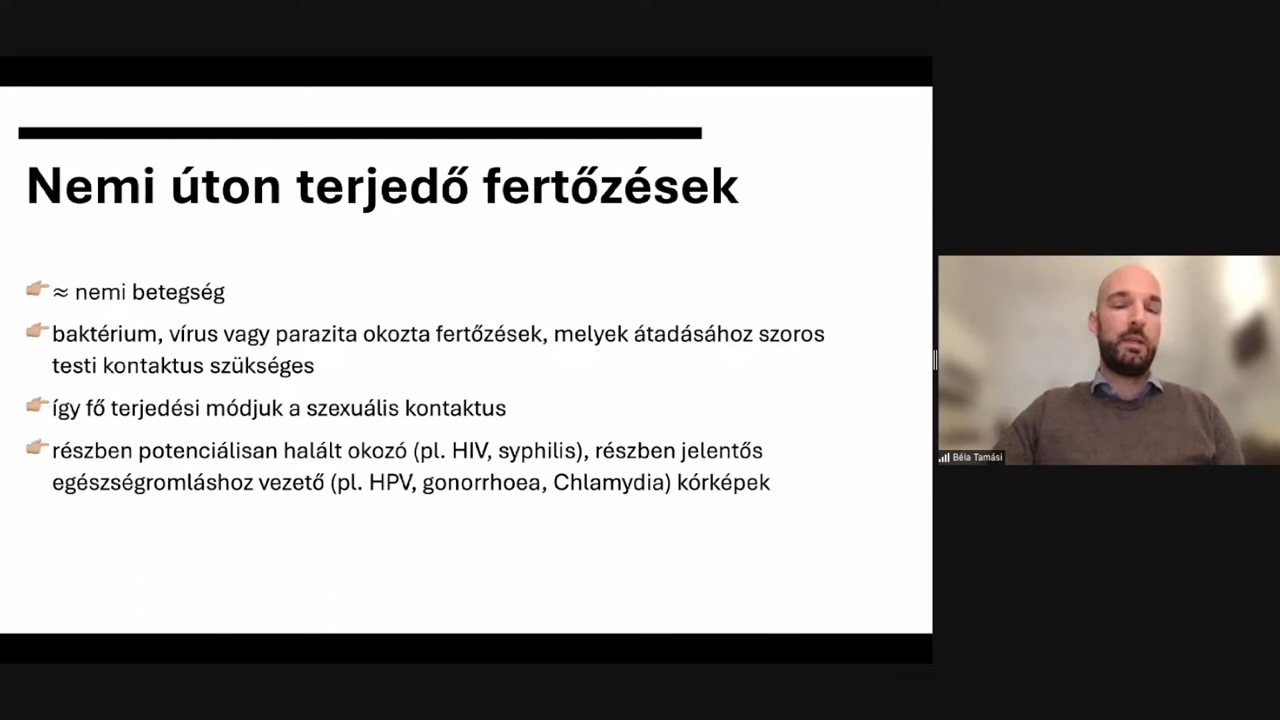 Nemi úton terjedő fertőzések
≈ nemi betegség
baktérium, vírus vagy parazita okozta fertőzések, melyek átadásához szoros
testi kontaktus szükséges
így fő terjedési módjuk a szexuális kontaktus
részben potenciálisan halált okozó (pl. HIV, syphilis), részben jelentős
egészségromláshoz vezető (pl. HPV, gonorrhoea, Chlamydia) kórképek
Béla Tamási